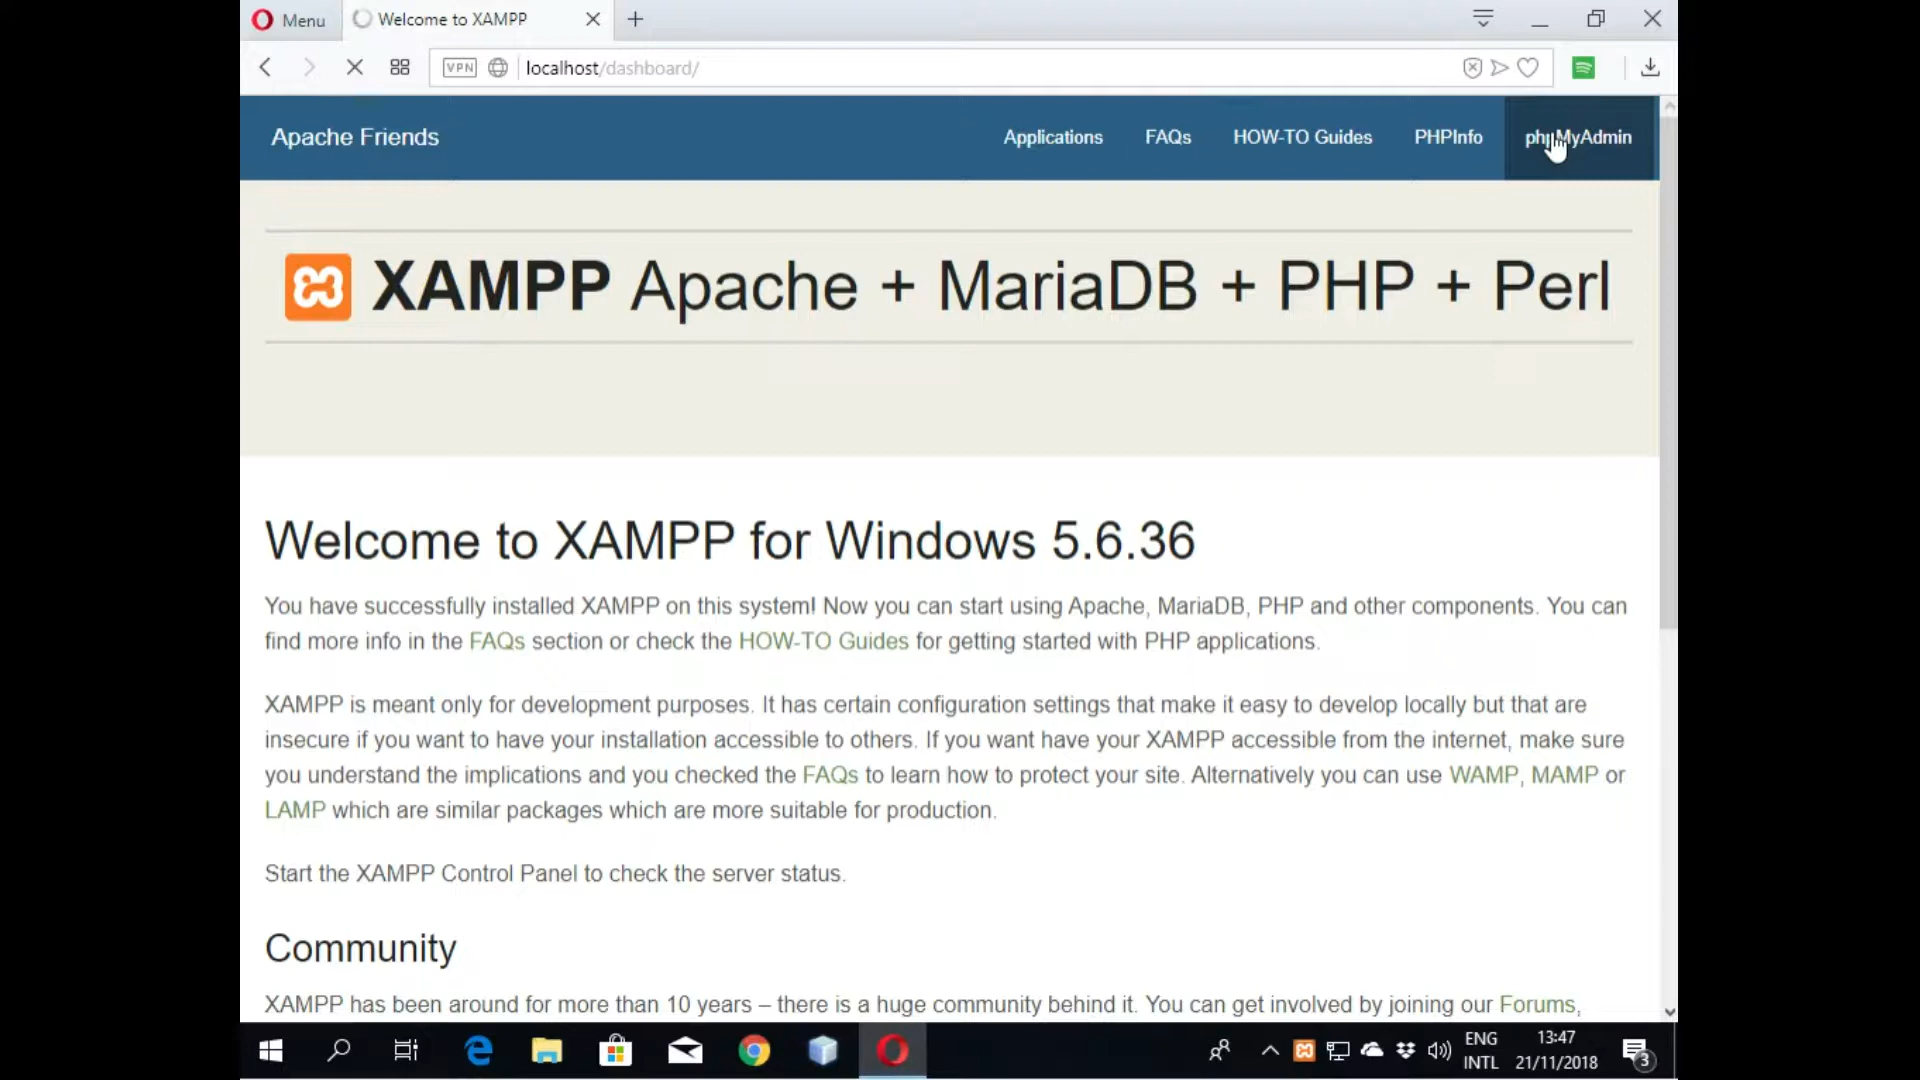 Menu
Welcome to XAMPP
VPN
localhost/dashboard/
Apache Friends
Applications
FAQs
HOW-TO Guides
PHPInfo
phpMyAdmin
XAMPP Apache + MariaDB + PHP + Perl
Welcome to XAMPP for Windows 5.6.36
You have successfully installed XAMPP on this system! Now you can start using Apache, MariaDB, PHP and other components. You can
find more info in the FAQs section or check the HOW-TO Guides for getting started with PHP applications.
XAMPP is meant only for development purposes. It has certain configuration settings that make it easy to develop locally but that are
insecure if you want to have your installation accessible to others. If you want have your XAMPP accessible from the internet, make sure
you understand the implications and you checked the FAQs to learn how to protect your site. Alternatively you can use WAMP, MAMP or
LAMP which are similar packages which are more suitable for production.
Start the XAMPP Control Panel to check the server status.
Community
XAMPP has been around for more than 10 years – there is a huge community behind it. You can get involved by joining our Forums,
ENG
INTL
13:47
21/11/2018
3